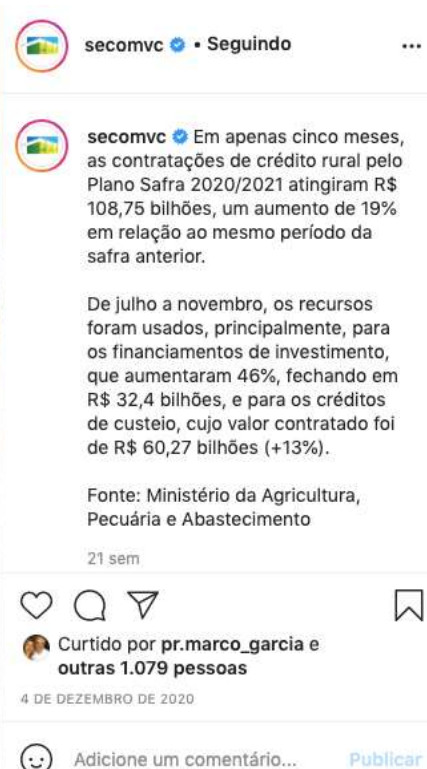 secomvc • Seguindo
secomvc Em apenas cinco meses,
as contratações de crédito rural pelo
Plano Safra 2020/2021 atingiram R$
108,75 bilhões, um aumento de 19%
em relação ao mesmo período da
safra anterior.
De julho a novembro, os recursos
foram usados, principalmente, para
os financiamentos de investimento,
que aumentaram 46%, fechando em
R$ 32,4 bilhões, e para os créditos
de custeio, cujo valor contratado foi
de R$ 60,27 bilhões (+13%).
Fonte: Ministério da Agricultura,
Pecuária e Abastecimento
21 sem
Curtido por pr.marco_garcia e
outras 1.079 pessoas
4 DE DEZEMBRO DE 2020
Adicione um comentário... Publicar